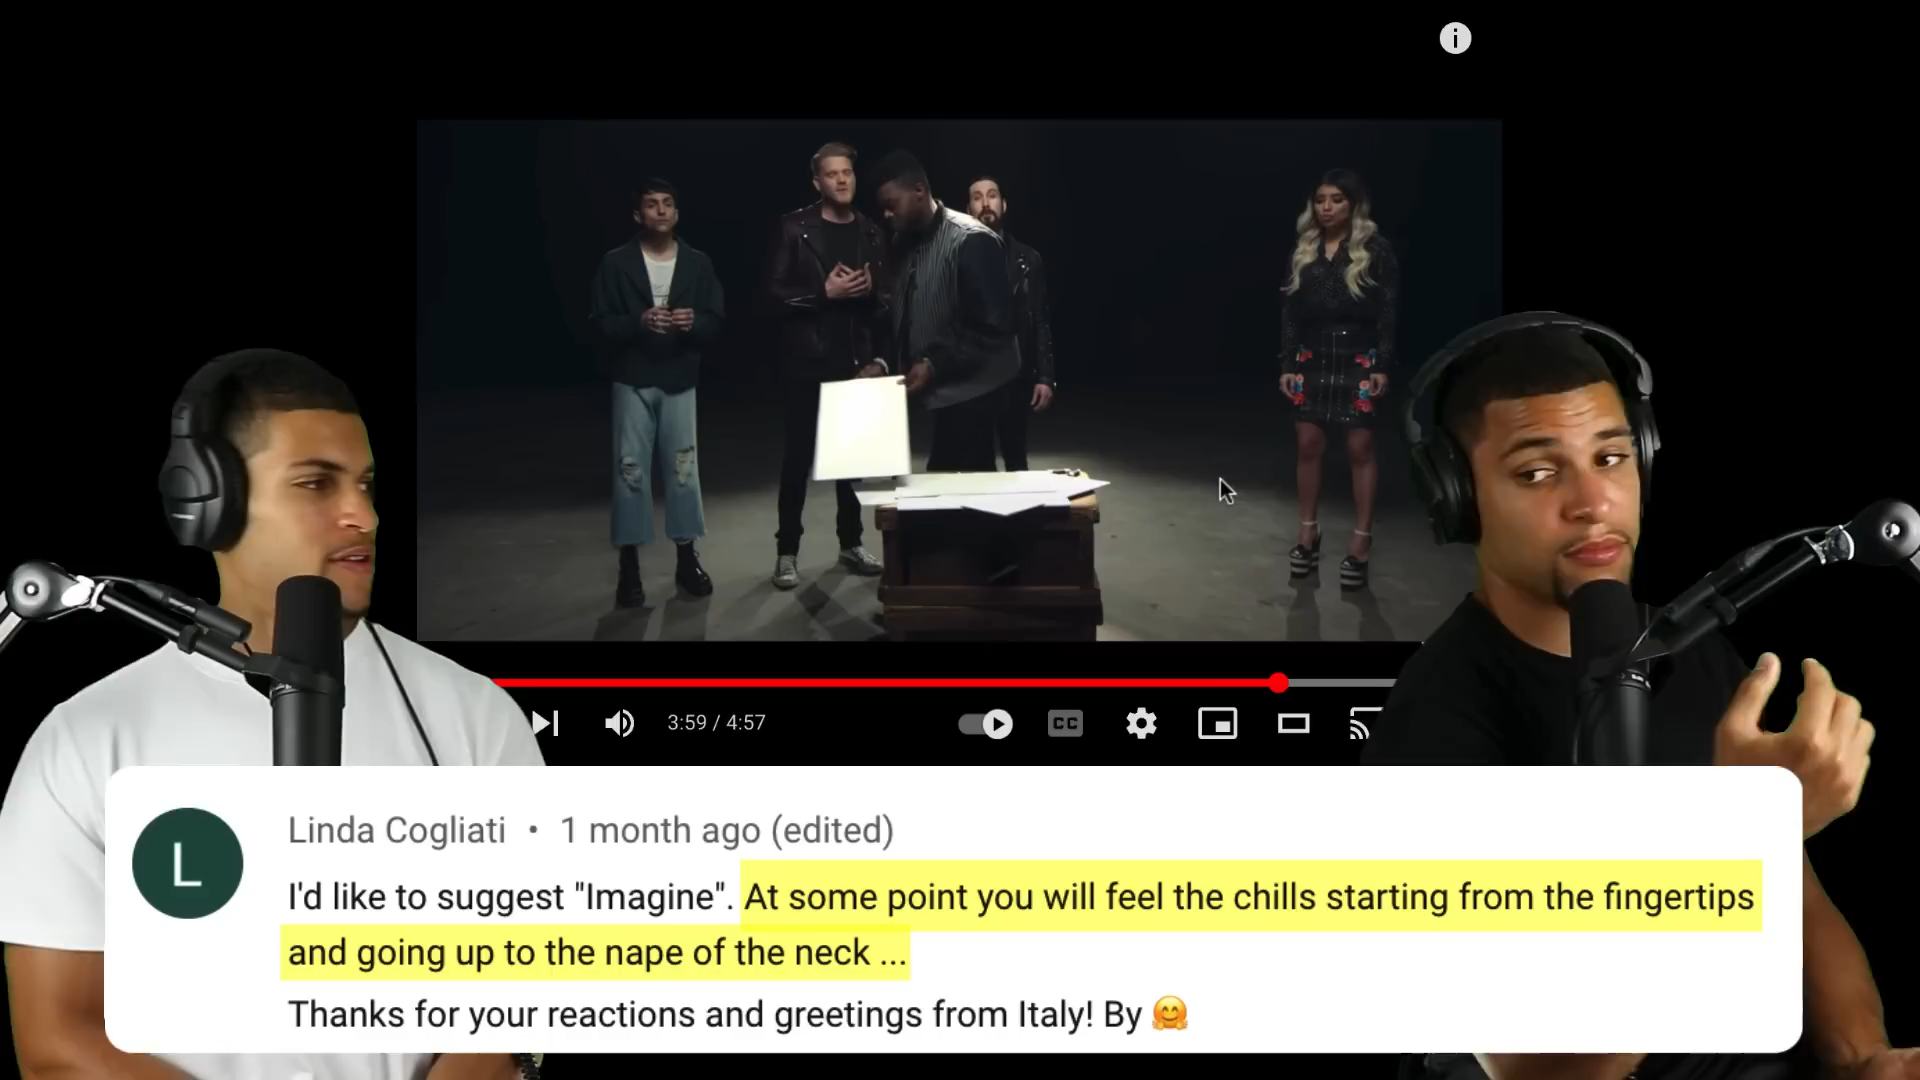 3:59 / 4:57
CC
L
Linda Cogliati • 1 month ago (edited)
I'd like to suggest "Imagine". At some point you will feel the chills starting from the fingertips
and going up to the nape of the neck ...
Thanks for your reactions and greetings from Italy! By 🤗